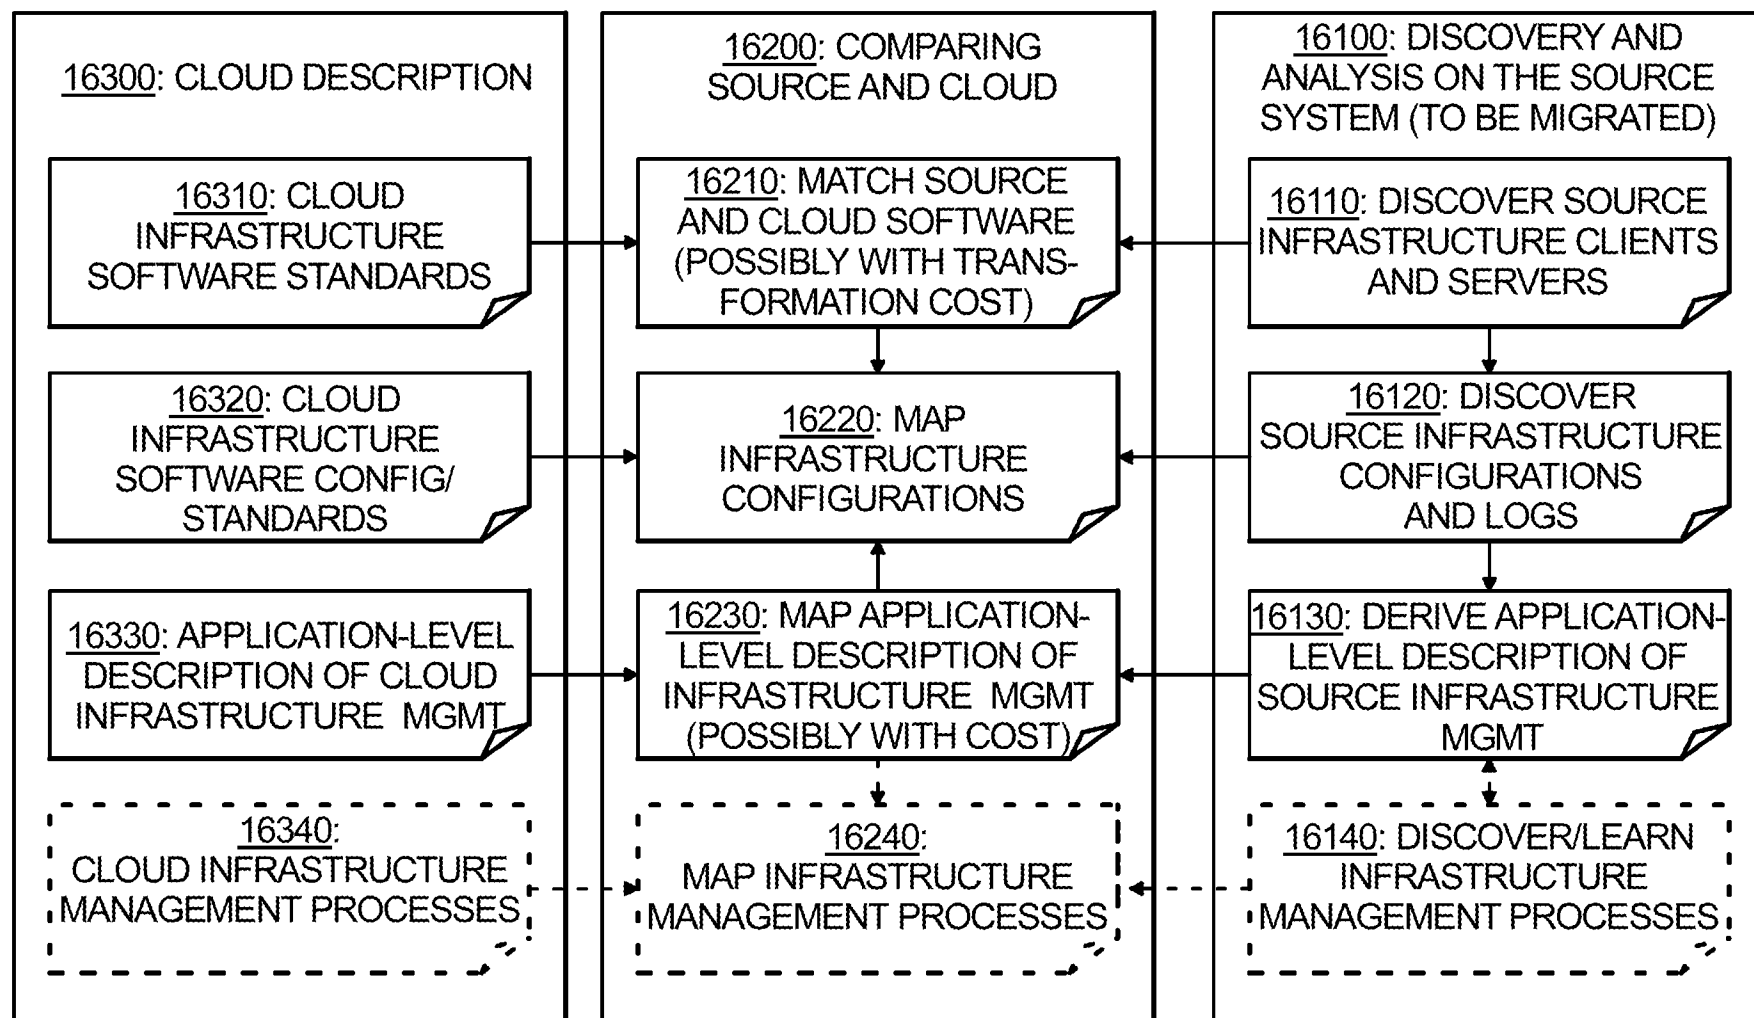 16300: CLOUD DESCRIPTION
16310: CLOUD
INFRASTRUCTURE
SOFTWARE STANDARDS
16320: CLOUD
INFRASTRUCTURE
SOFTWARE CONFIG/
STANDARDS
16330: APPLICATION-LEVEL
DESCRIPTION OF CLOUD
INFRASTRUCTURE MGMT
16340:
CLOUD INFRASTRUCTURE
MANAGEMENT PROCESSES
16200: COMPARING
SOURCE AND CLOUD
16210: MATCH SOURCE
AND CLOUD SOFTWARE
(POSSIBLY WITH TRANS-
FORMATION COST)
16220: MAP
INFRASTRUCTURE
CONFIGURATIONS
16230: MAP APPLICATION-
LEVEL DESCRIPTION OF
INFRASTRUCTURE MGMT
(POSSIBLY WITH COST)
16240:
MAP INFRASTRUCTURE
MANAGEMENT PROCESSES
16100: DISCOVERY AND
ANALYSIS ON THE SOURCE
SYSTEM (TO BE MIGRATED)
16110: DISCOVER SOURCE
INFRASTRUCTURE CLIENTS
AND SERVERS
16120: DISCOVER
SOURCE INFRASTRUCTURE
CONFIGURATIONS
AND LOGS
16130: DERIVE APPLICATION-
LEVEL DESCRIPTION OF
SOURCE INFRASTRUCTURE
MGMT
16140: DISCOVER/LEARN
INFRASTRUCTURE
MANAGEMENT PROCESSES